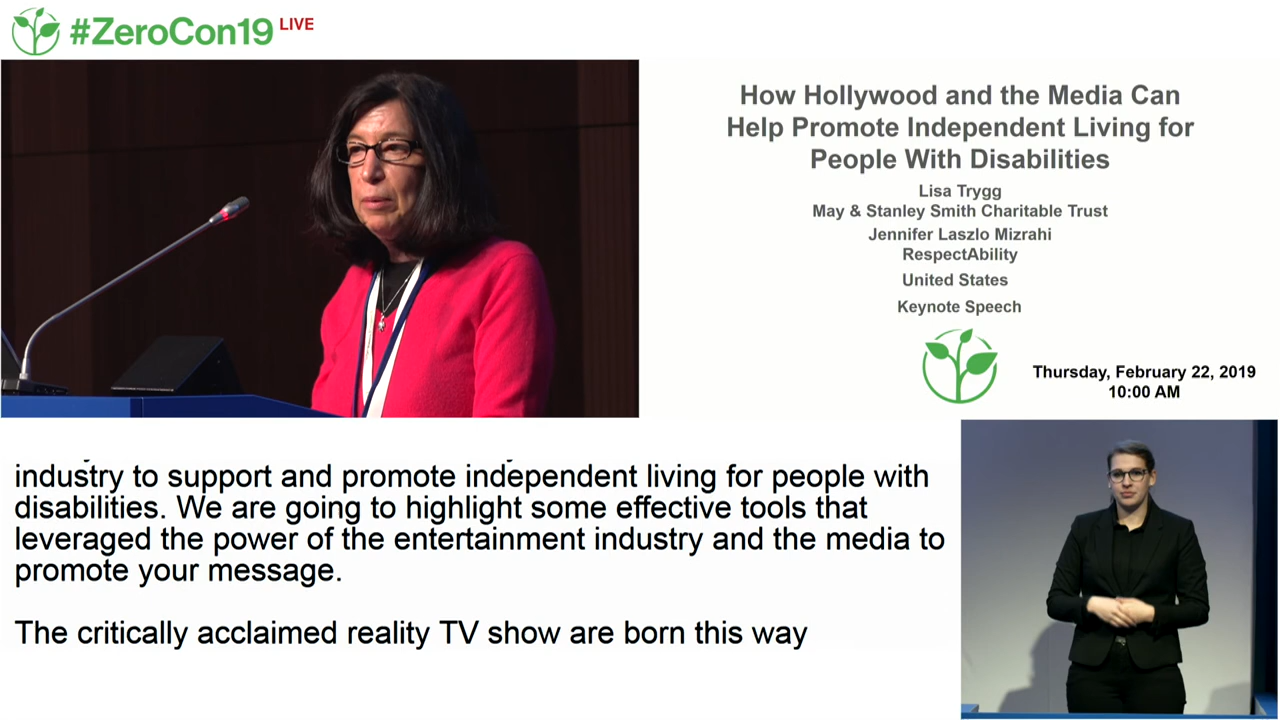 #ZeroCon19 LIVE
How Hollywood and the Media Can
Help Promote Independent Living for
People With Disabilities
Lisa Trygg
May & Stanley Smith Charitable Trust
Jennifer Laszlo Mizrahi
RespectAbility
United States
Keynote Speech
Thursday, February 22, 2019
10:00 AM
industry to support and promote independent living for people with
disabilities. We are going to highlight some effective tools that
leveraged the power of the entertainment industry and the media to
promote your message.
The critically acclaimed reality TV show are born this way